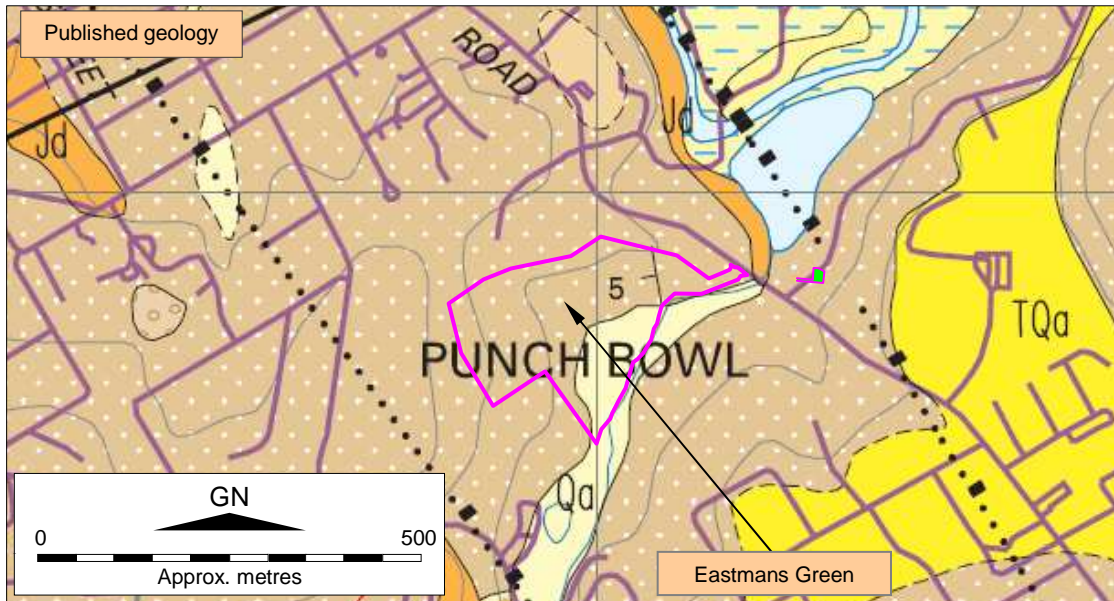 Published geology
ROAD
Jd
Jd
5
TQa
PUNCH BOWL
Qa
GN
0 500
Approx. metres
Eastmans Green